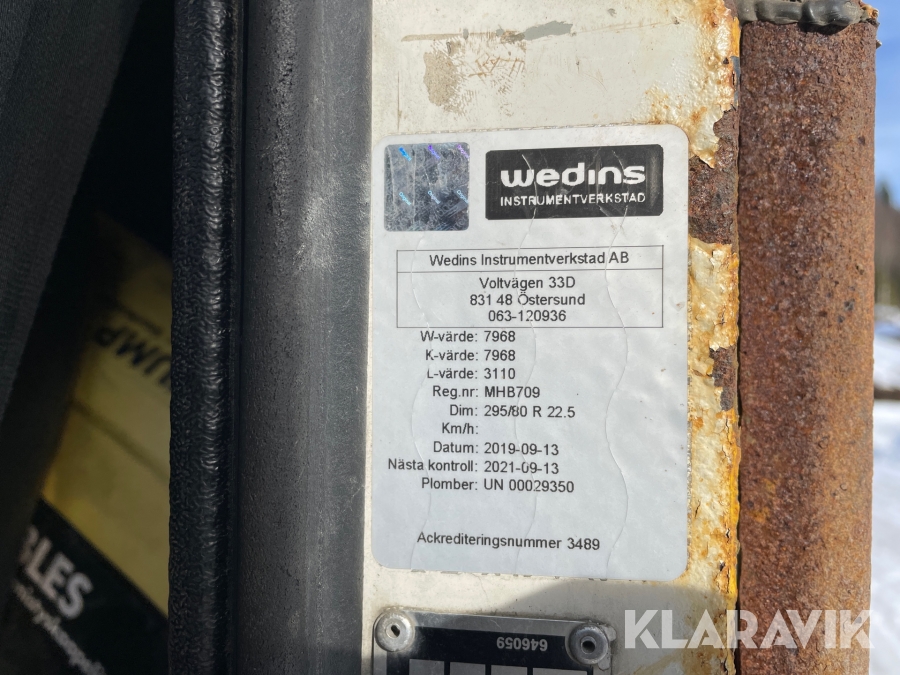 wedins
INSTRUMENTVERKSTAD
Wedins Instrumentverkstad AB
Voltvägen 33D
831 48 Östersund
063-120936
W-värde: 7968
K-värde: 7968
L-värde: 3110
Reg.nr: MHB709
Dim: 295/80 R 22.5
Km/h:
Datum: 2019-09-13
Nästa kontroll: 2021-09-13
Plomber: UN 00029350
Ackrediteringsnummer 3489
646059
KLARAVIK